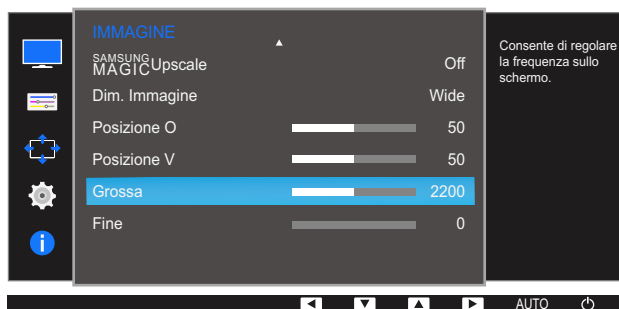 IMMAGINE
SAMSUNG
MAGICUpscale Off
Dim. Immagine Wide
Posizione O 50
Posizione V 50
Grossa 2200
Fine 0
Consente di regolare
la frequenza sullo
schermo.
AUTO